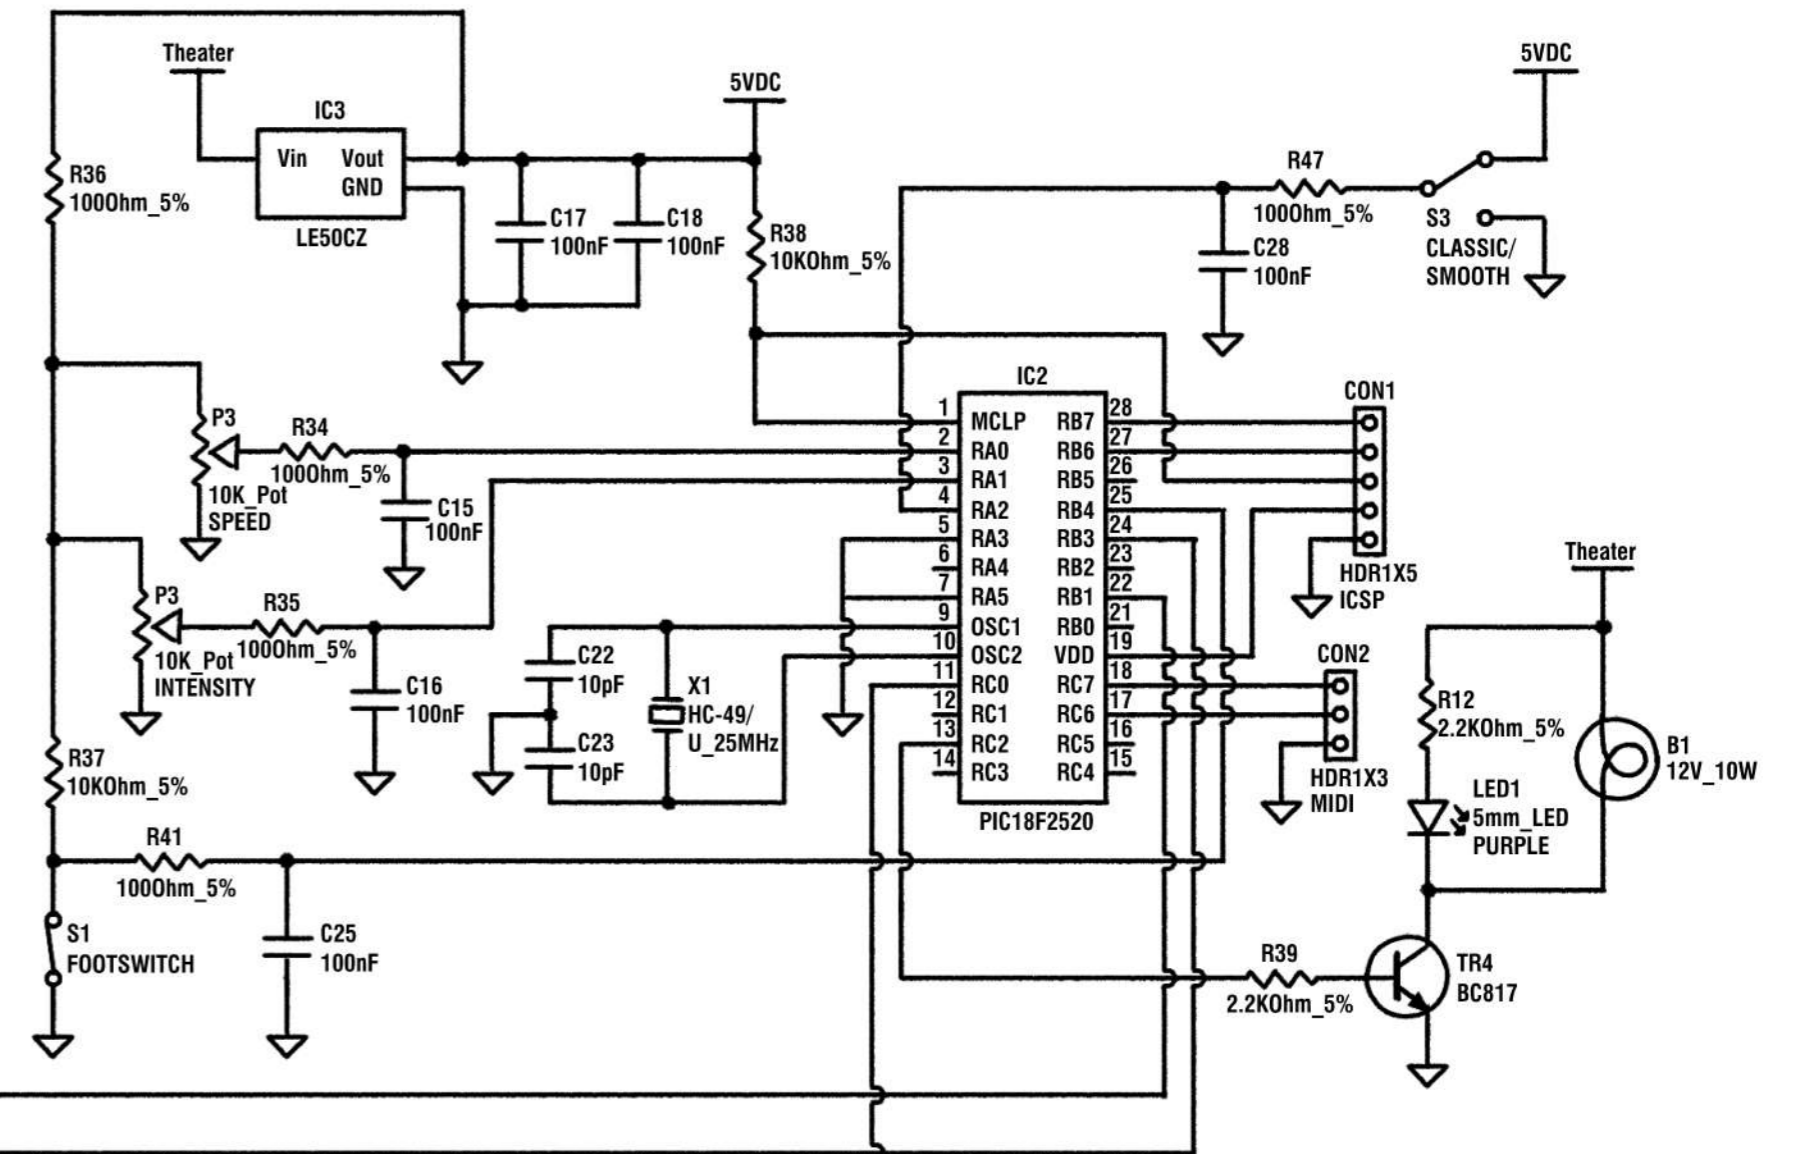 Theater
5VDC
5VDC
IC3
Vin
Vout
GND
LE50CZ
R36
100Ohm_5%
C17
100nF
C18
100nF
R38
10KOhm_5%
R47
100Ohm_5%
S3
CLASSIC/
SMOOTH
C28
100nF
P3
10K_Pot
SPEED
R34
100Ohm_5%
C15
100nF
P3
10K_Pot
INTENSITY
R35
100Ohm_5%
C16
100nF
C22
10pF
C23
10pF
X1
HC-49/
U_25MHz
IC2
1 MCLP RB7 28
2 RA0 RB6 27
3 RA1 RB5 26
4 RA2 RB4 25
5 RA3 RB3 24
6 RA4 RB2 23
7 RA5 RB1 22
9 OSC1 RB0 21
10 OSC2 VDD 19
11 RC0 RC7 18
12 RC1 RC6 17
13 RC2 RC5 16
14 RC3 RC4 15
PIC18F2520
CON1
HDR1X5
ICSP
CON2
HDR1X3
MIDI
Theater
R12
2.2KOhm_5%
B1
12V_10W
LED1
5mm_LED
PURPLE
R37
10KOhm_5%
R41
100Ohm_5%
S1
FOOTSWITCH
C25
100nF
R39
2.2KOhm_5%
TR4
BC817